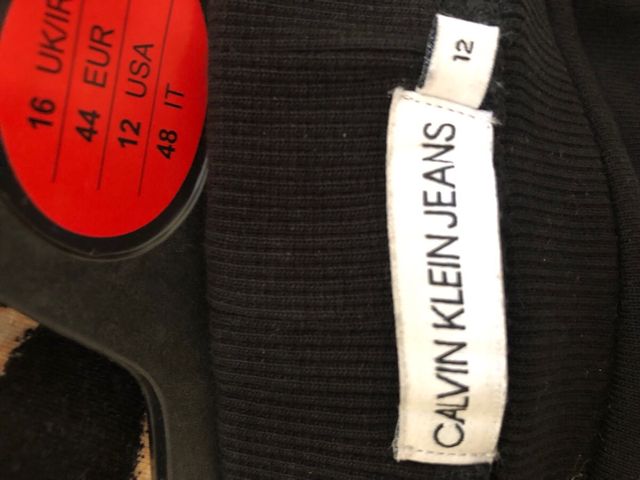 16 UK/IR
44 EUR
12 USA
48 IT
12
CALVIN KLEIN JEANS